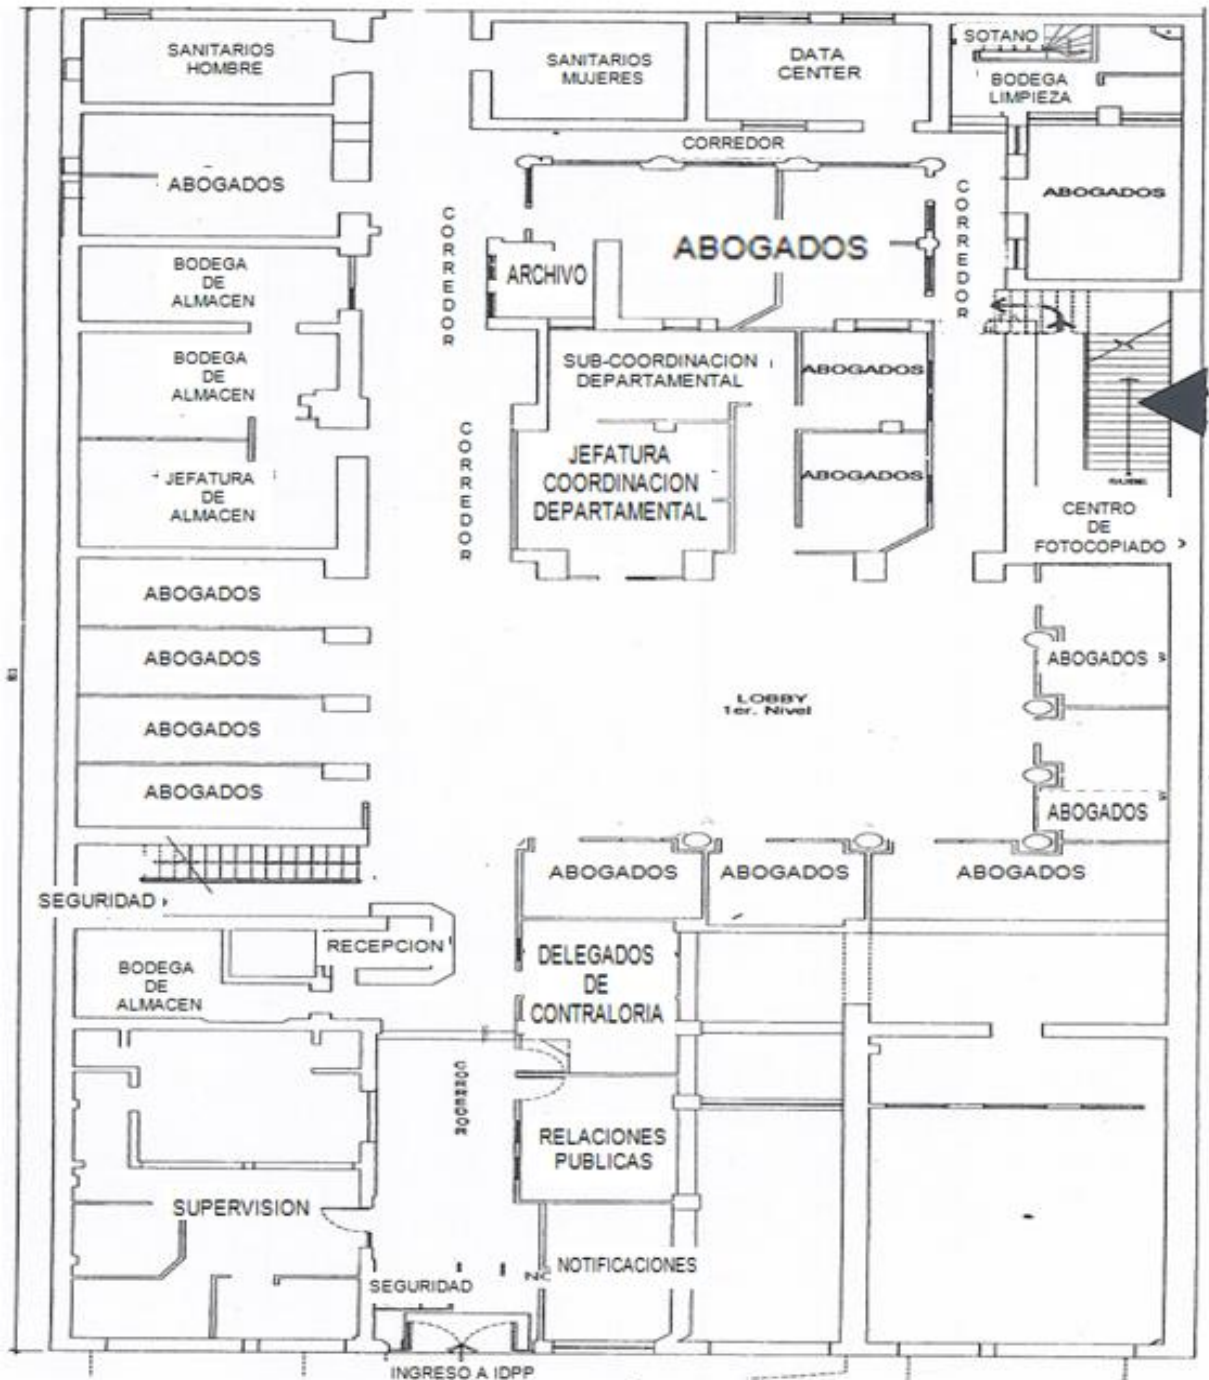 SANITARIOS
HOMBRE
SANITARIOS
MUJERES
DATA
CENTER
SOTANO
BODEGA
LIMPIEZA
CORREDOR
ABOGADOS
ABOGADOS
CORREDOR
ABOGADOS
CORREDOR
ARCHIVO
BODEGA
DE
ALMACEN
BODEGA
DE
ALMACEN
SUB-COORDINACION
DEPARTAMENTAL
ABOGADOS
CORREDOR
JEFATURA
COORDINACION
DEPARTAMENTAL
ABOGADOS
JEFATURA
DE
ALMACEN
SUBE
CENTRO
DE
FOTOCOPIADO
ABOGADOS
ABOGADOS
ABOGADOS
ABOGADOS
ABOGADOS
LOBBY
1er. Nivel
ABOGADOS
ABOGADOS
ABOGADOS
ABOGADOS
SEGURIDAD
RECEPCION
BODEGA
DE
ALMACEN
DELEGADOS
DE
CONTRALORIA
RELACIONES
PUBLICAS
SUPERVISION
NOTIFICACIONES
SEGURIDAD
INGRESO A IDPP